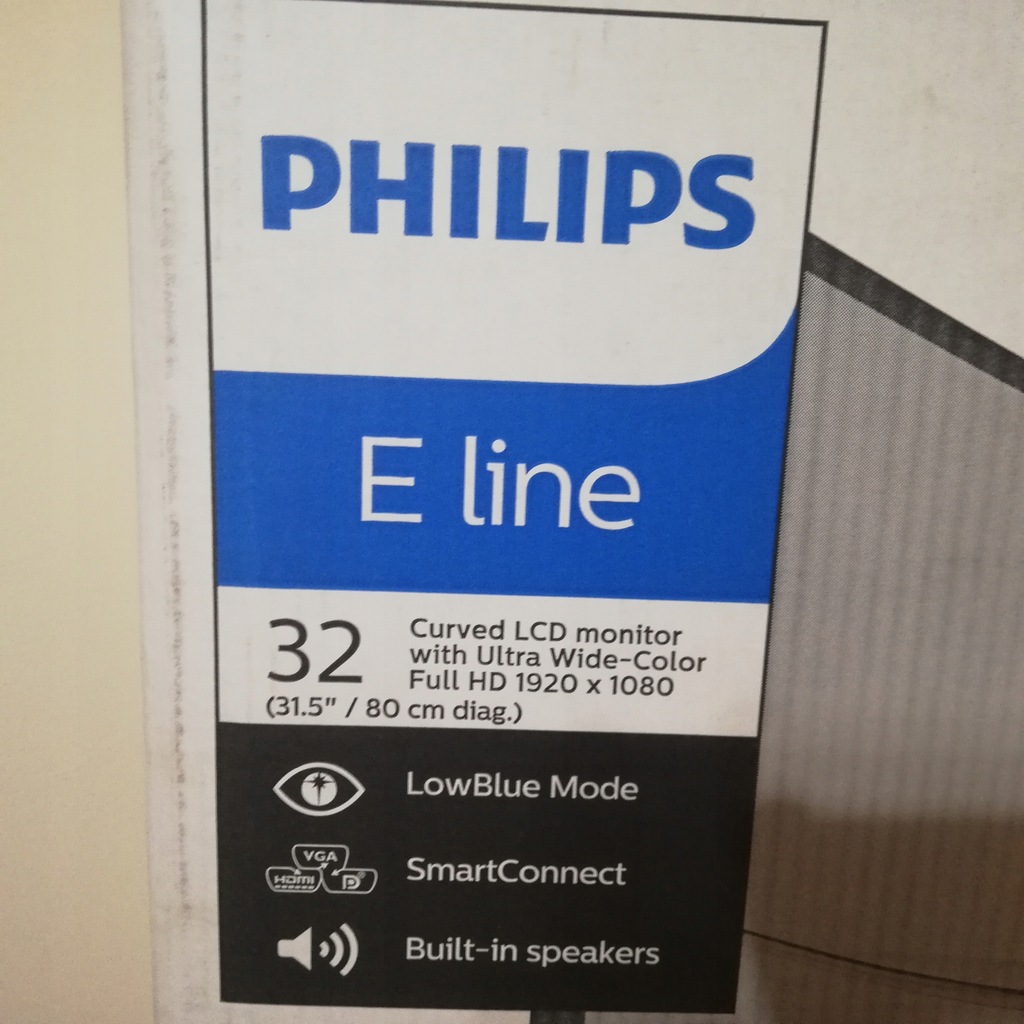 PHILIPS
E line
32
Curved LCD monitor
with Ultra Wide-Color
Full HD 1920 x 1080
(31.5" / 80 cm diag.)
LowBlue Mode
VGA
HDMI
SmartConnect
Built-in speakers